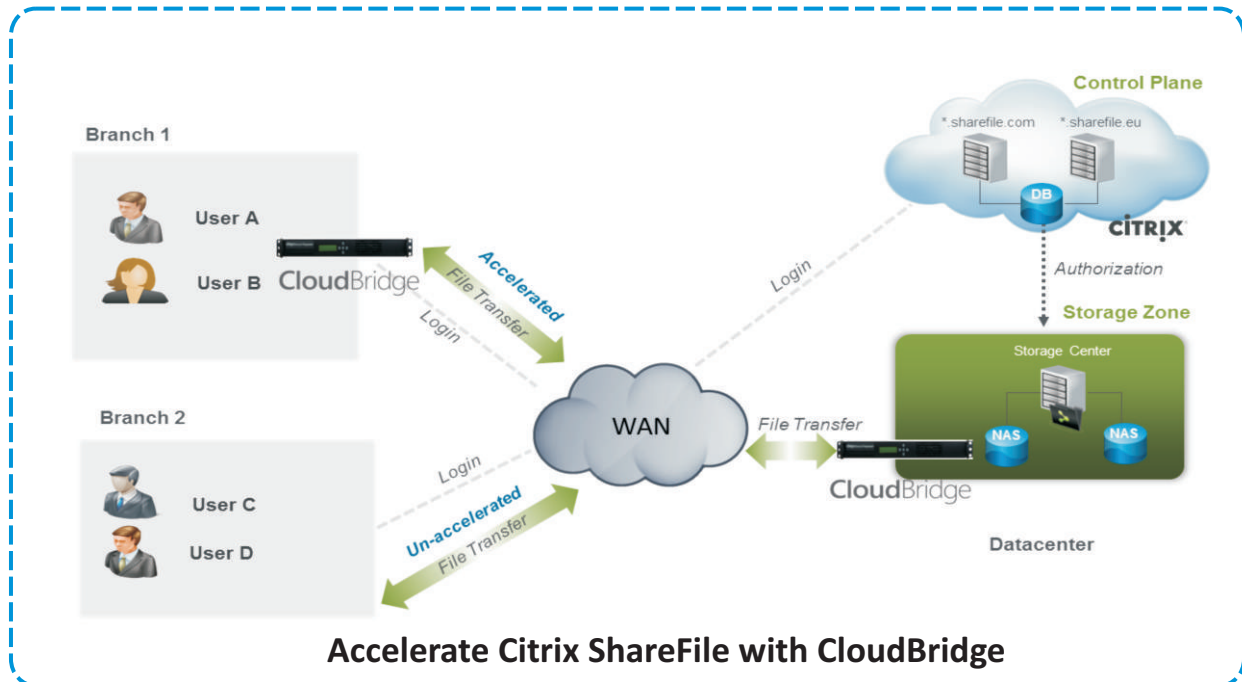 Control Plane
*.sharefile.com
*.sharefile.eu
DB
CİTRIX
Authorization
Storage Zone
Storage Center
NAS
NAS
CloudBridge
Datacenter
Branch 1
User A
User B
CloudBridge
Accelerated
File Transfer
Login
Login
WAN
File Transfer
Branch 2
User C
User D
Login
Un-accelerated
File Transfer
Accelerate Citrix ShareFile with CloudBridge